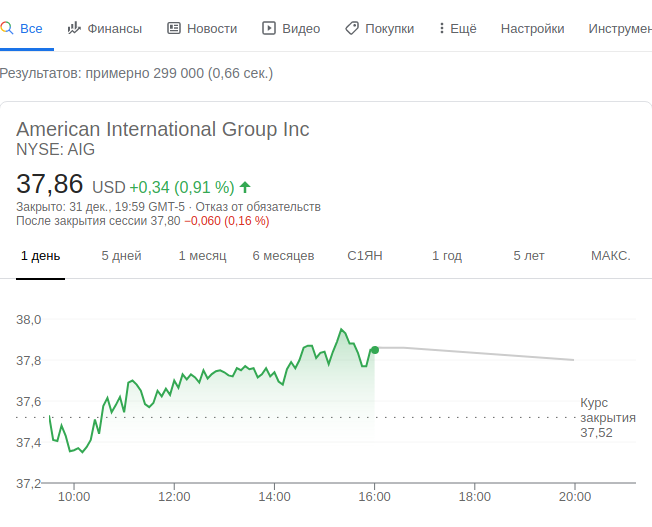 Все Финансы Новости Видео Покупки Ещё Настройки Инструмен
Результатов: примерно 299 000 (0,66 сек.)
American International Group Inc
NYSE: AIG
37,86 USD +0,34 (0,91 %)
Закрыто: 31 дек., 19:59 GMT-5 · Отказ от обязательств
После закрытия сессии 37,80 −0,060 (0,16 %)
1 день 5 дней 1 месяц 6 месяцев С1ЯН 1 год 5 лет МАКС.
38,0
37,8
37,6
Курс
закрытия
37,52
37,4
37,2
10:00 12:00 14:00 16:00 18:00 20:00